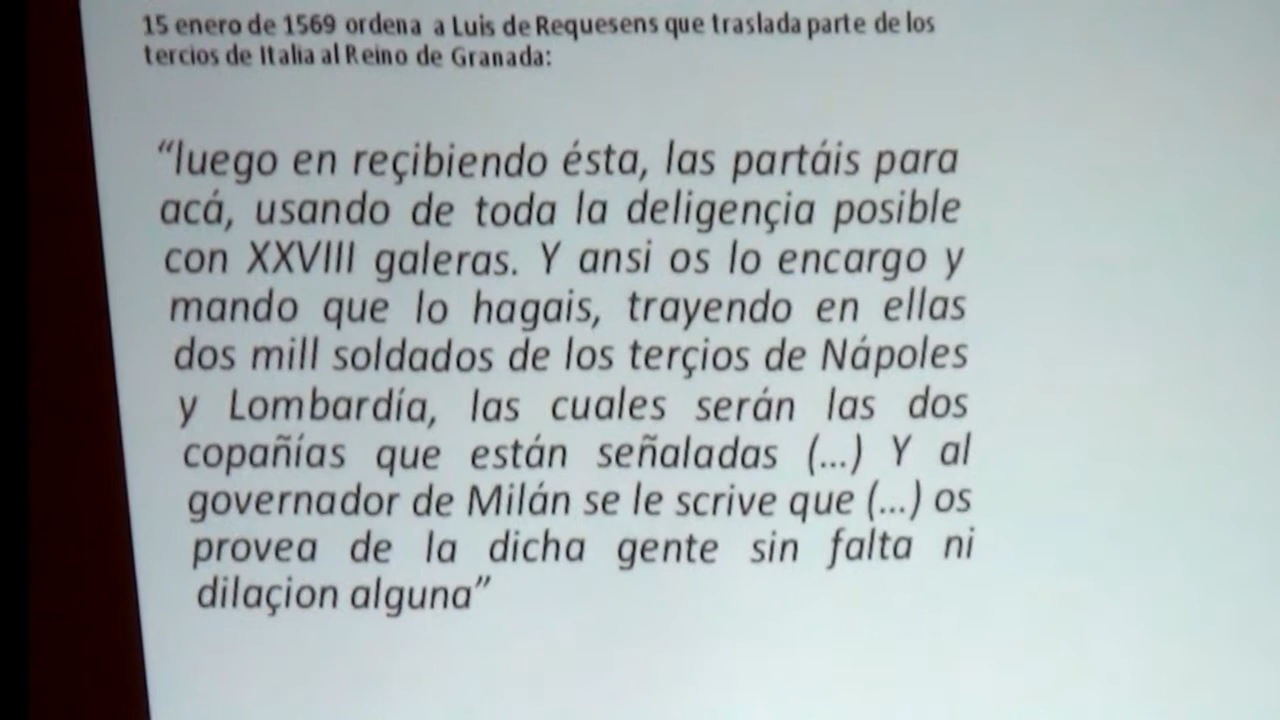 15 enero de 1569 ordena a Luis de Requesens que traslada parte de los
tercios de Italia al Reino de Granada:
“luego en reçibiendo ésta, las partáis para
acá, usando de toda la deligençia posible
con XXVIII galeras. Y ansi os lo encargo y
mando que lo hagais, trayendo en ellas
dos mill soldados de los terçios de Nápoles
y Lombardía, las cuales serán las dos
copañías que están señaladas (...) Y al
governador de Milán se le scrive que (...) os
provea de la dicha gente sin falta ni
dilaçion alguna”